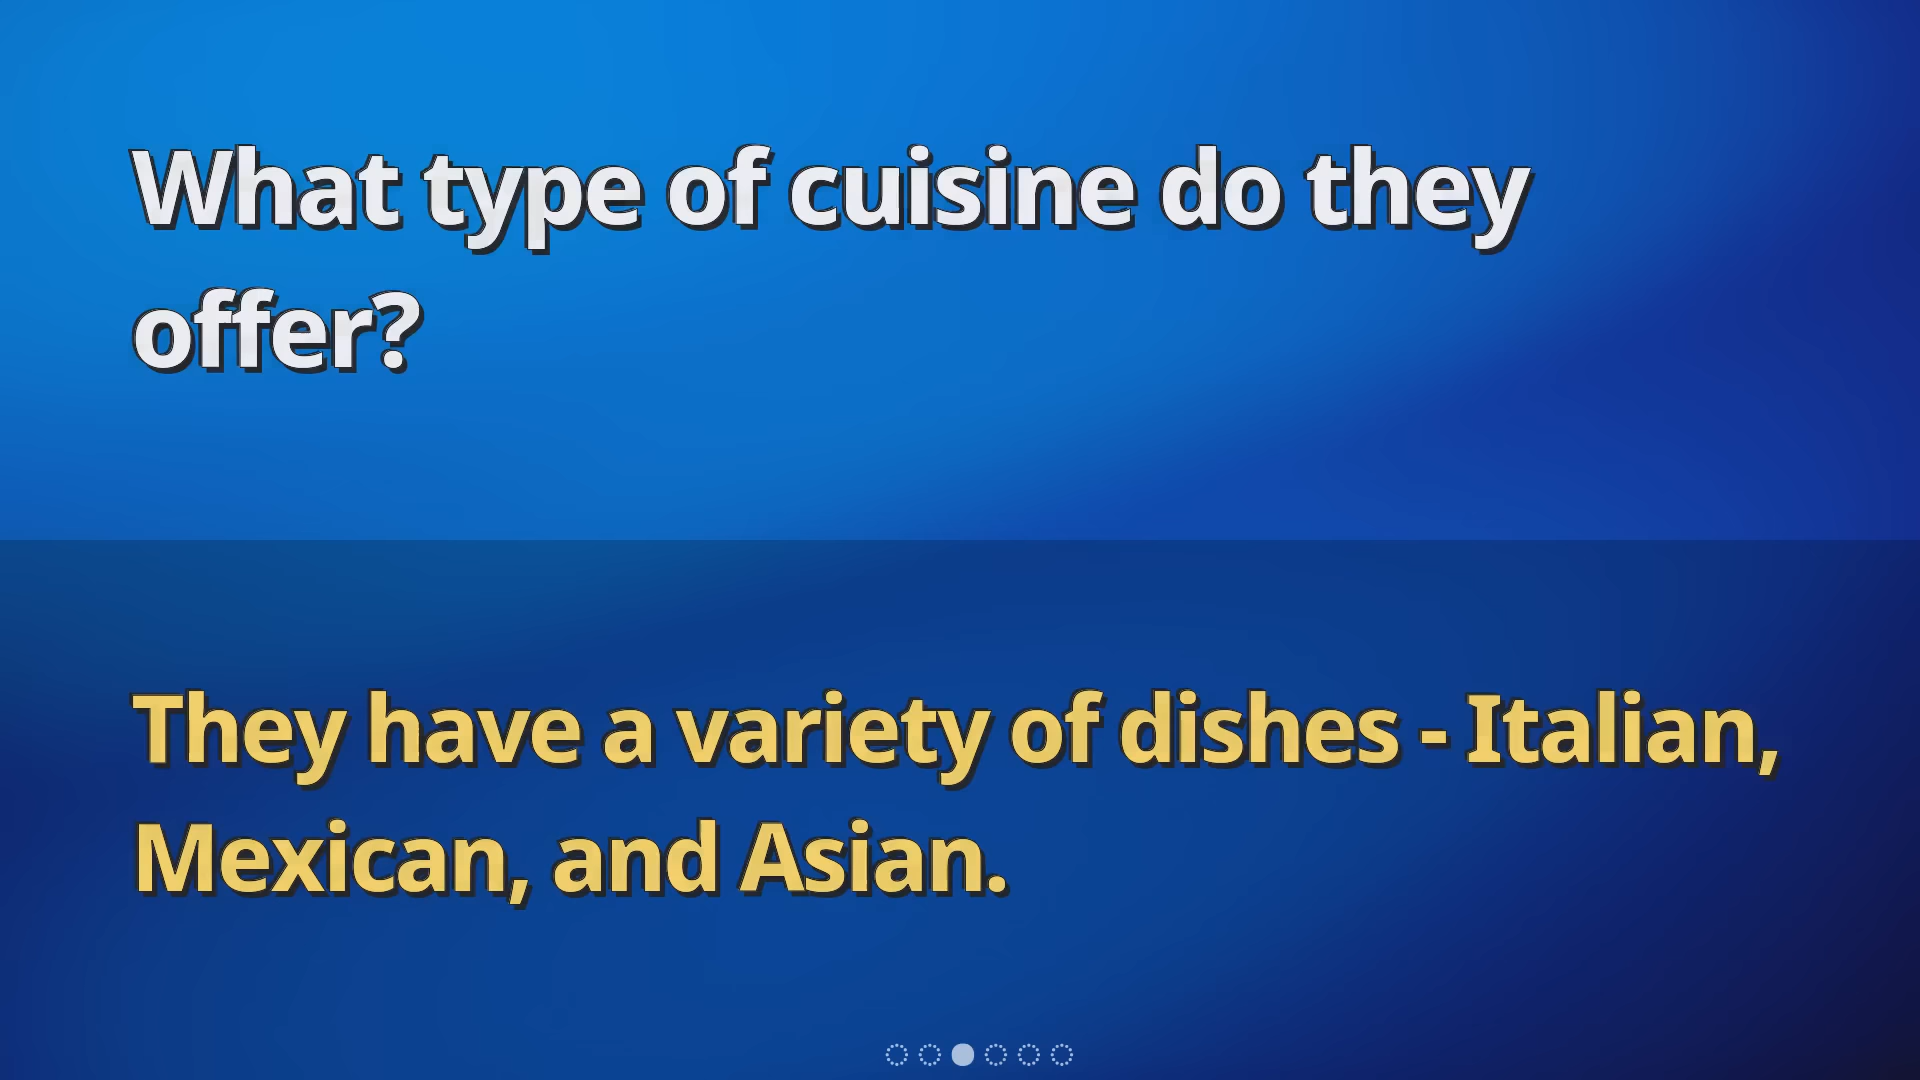 What type of cuisine do they
offer?
They have a variety of dishes - Italian,
Mexican, and Asian.